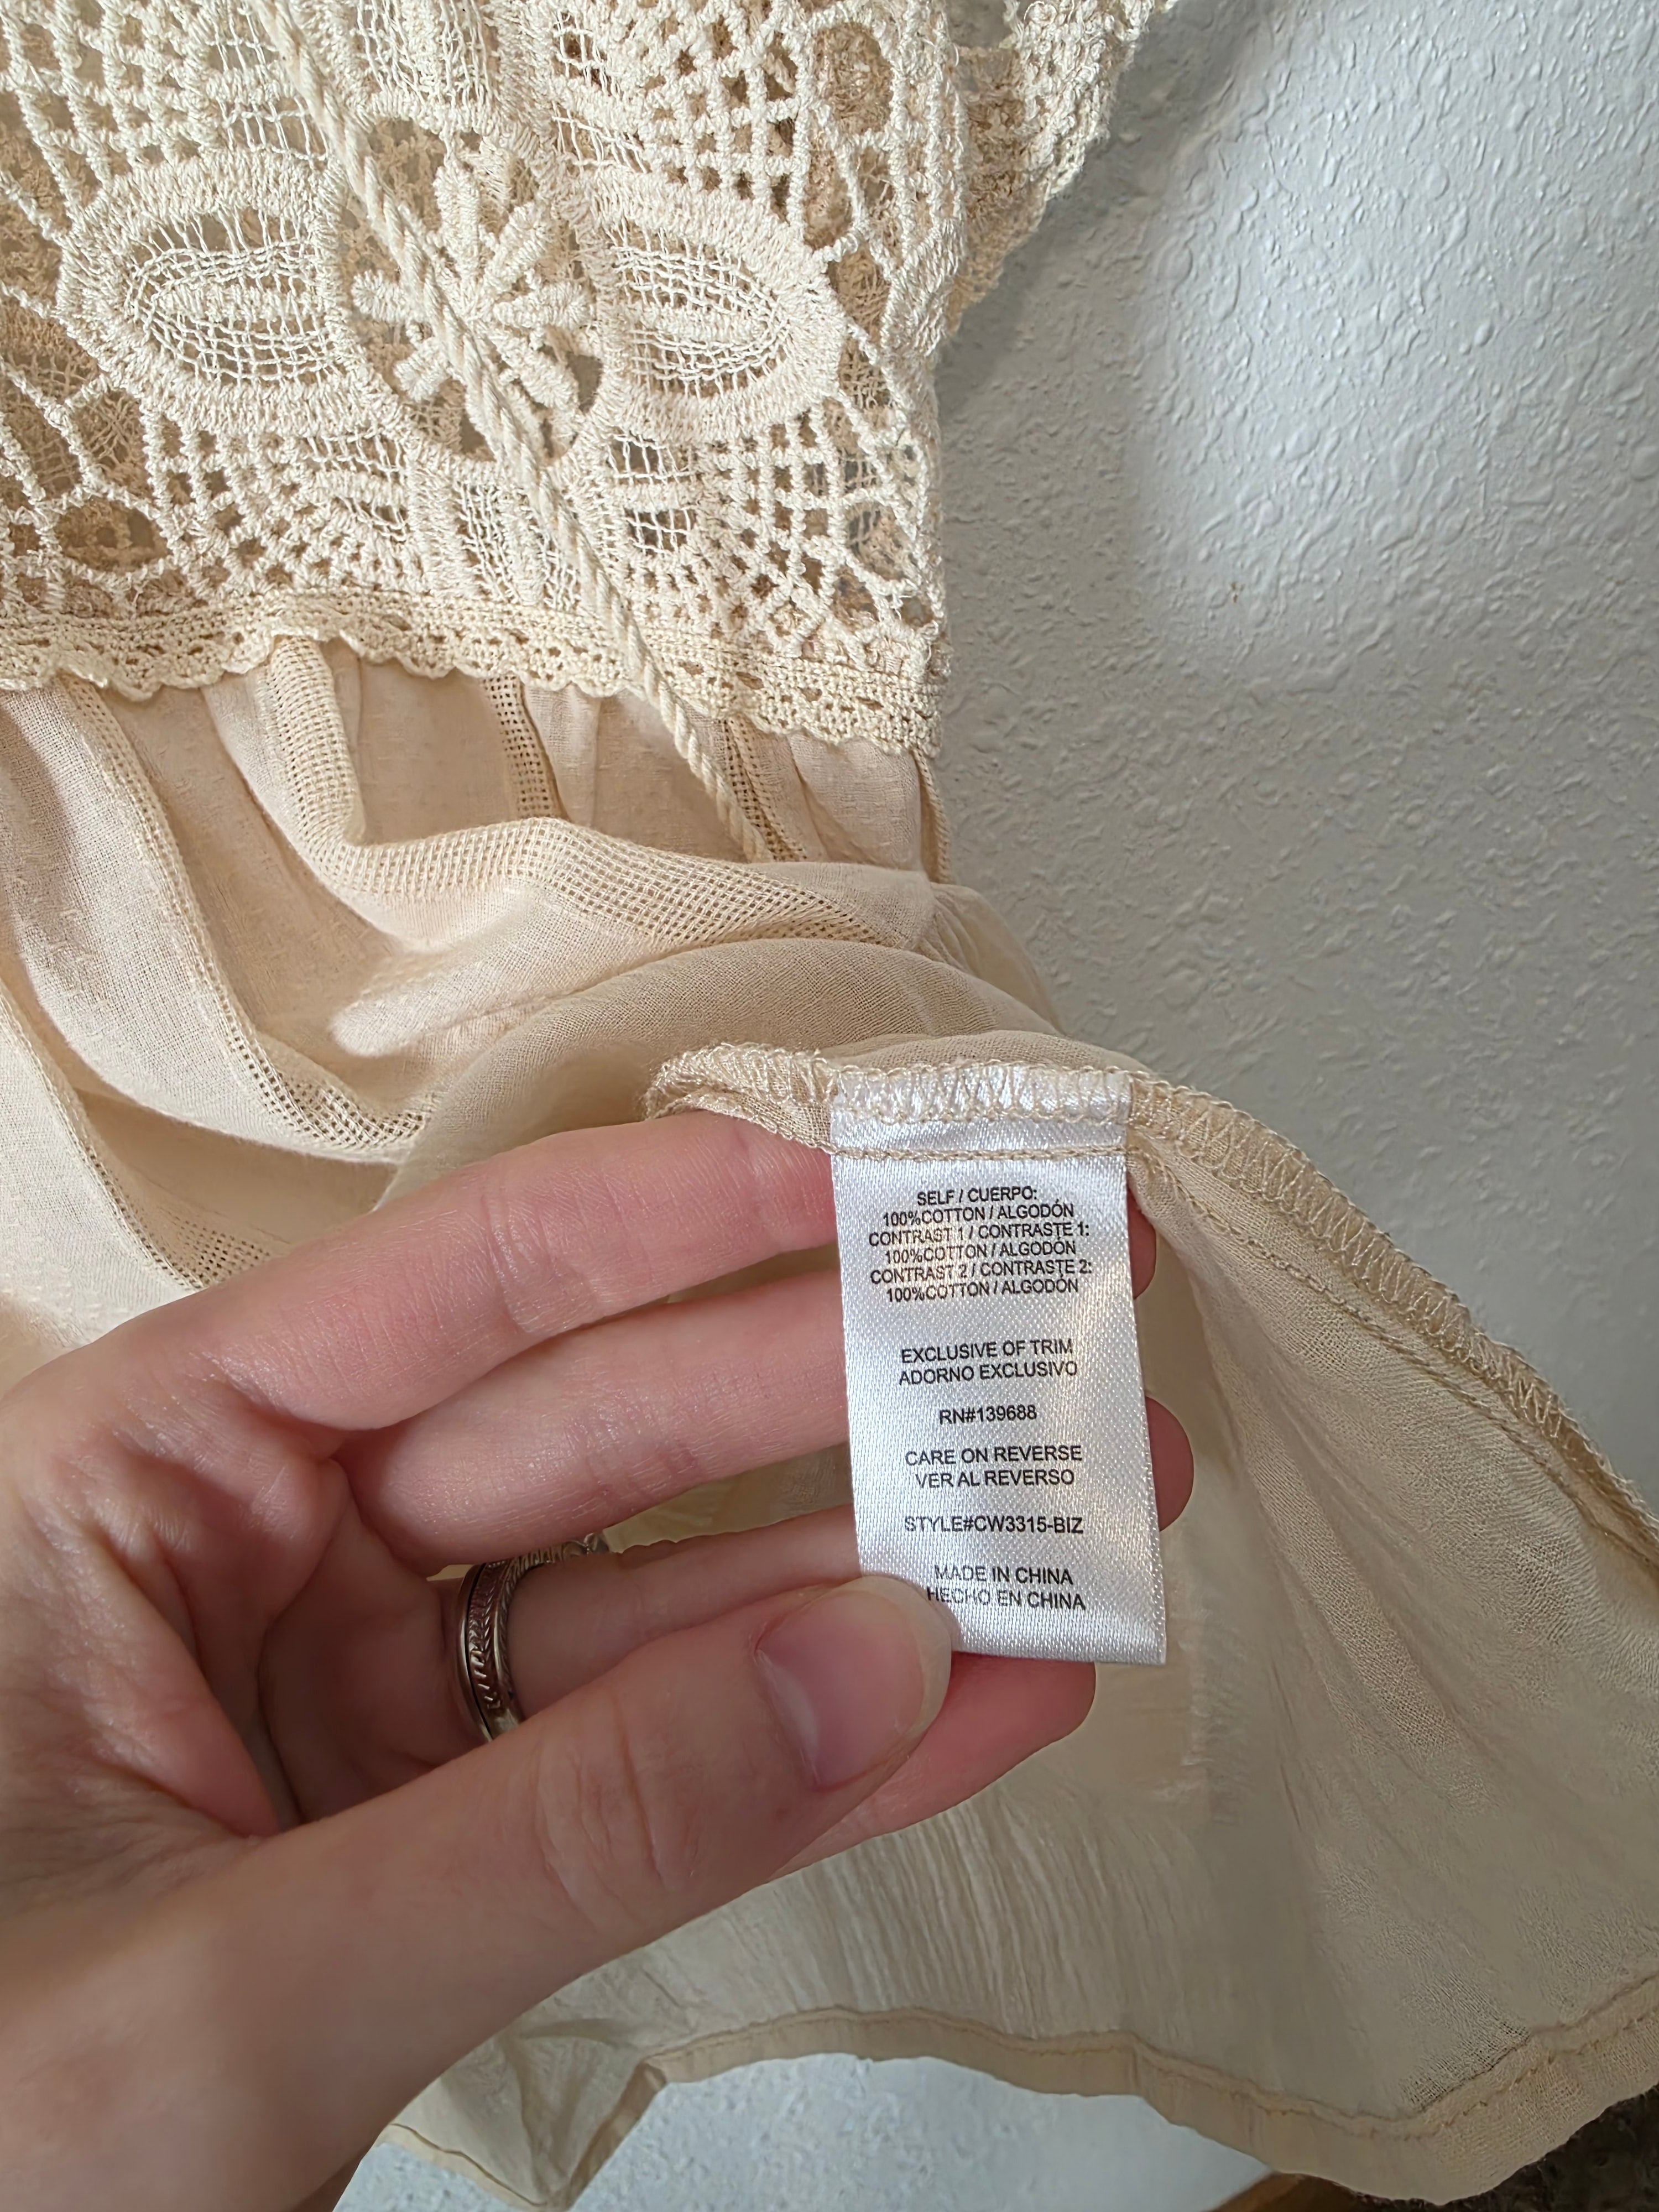 SELF / CUERPO:
100%COTTON / ALGODÓN
CONTRAST 1 / CONTRASTE 1:
100%COTTON / ALGODÓN
CONTRAST 2 / CONTRASTE 2:
100%COTTON / ALGODÓN
EXCLUSIVE OF TRIM
ADORNO EXCLUSIVO
RN#139688
CARE ON REVERSE
VER AL REVERSO
STYLE#CW3315-BIZ
MADE IN CHINA
HECHO EN CHINA